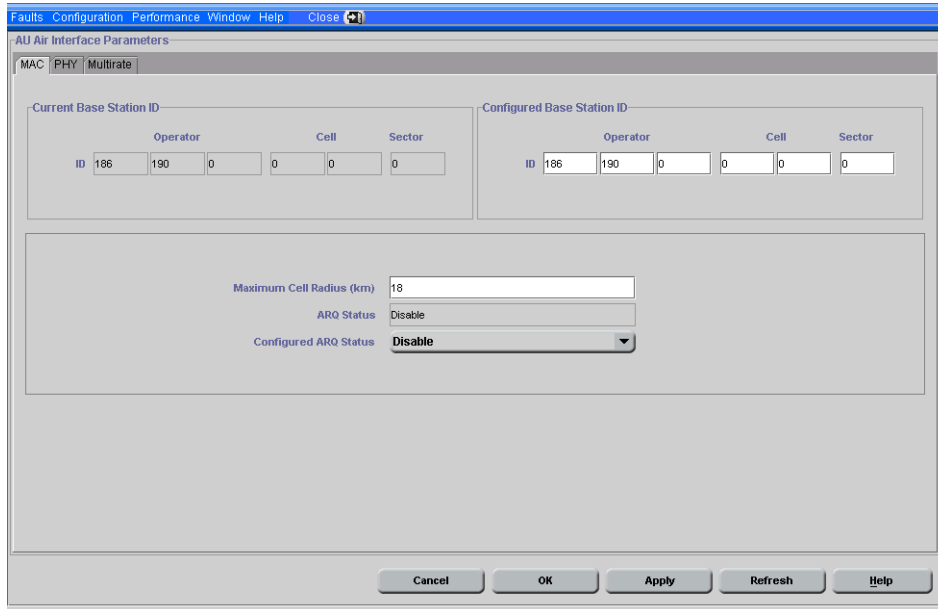 Faults Configuration Performance Window Help Close
AU Air Interface Parameters
MAC PHY Multirate
Current Base Station ID
Operator Cell Sector
ID 186 190 0 0 0 0
Configured Base Station ID
Operator Cell Sector
ID 186 190 0 0 0 0
Maximum Cell Radius (km) 18
ARQ Status Disable
Configured ARQ Status Disable
Cancel OK Apply Refresh Help